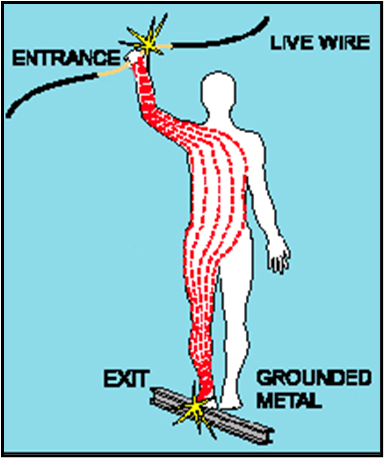 LIVE WIRE
ENTRANCE
EXIT
GROUNDED
METAL